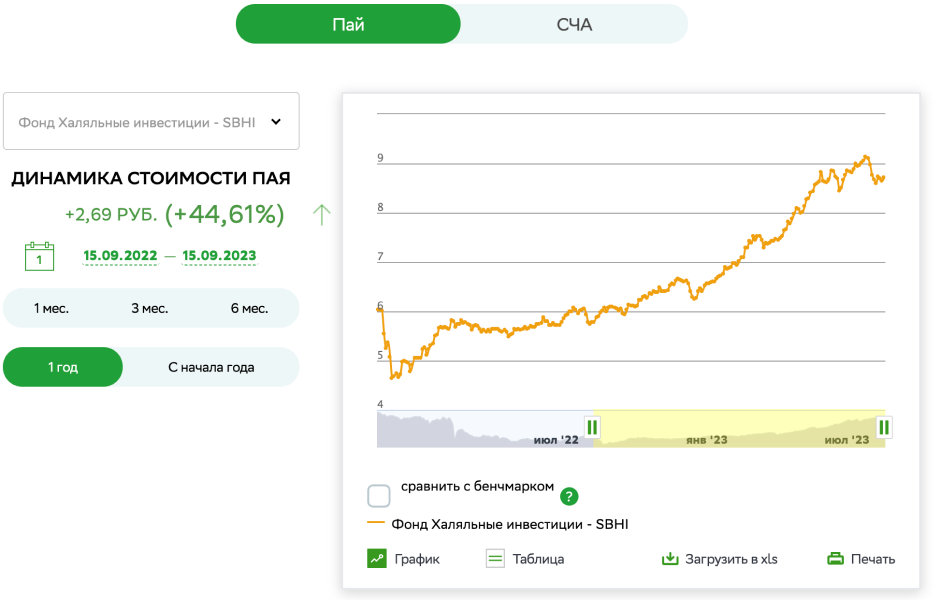 Пай
СЧА
Фонд Халяльные инвестиции - SBHI
ДИНАМИКА СТОИМОСТИ ПАЯ
+2,69 РУБ. (+44,61%)
1
15.09.2022 — 15.09.2023
1 мес.
3 мес.
6 мес.
1 год
С начала года
9
8
7
6
5
4
июл '22
янв '23
июл '23
сравнить с бенчмарком
?
Фонд Халяльные инвестиции - SBHI
График
Таблица
Загрузить в xls
Печать